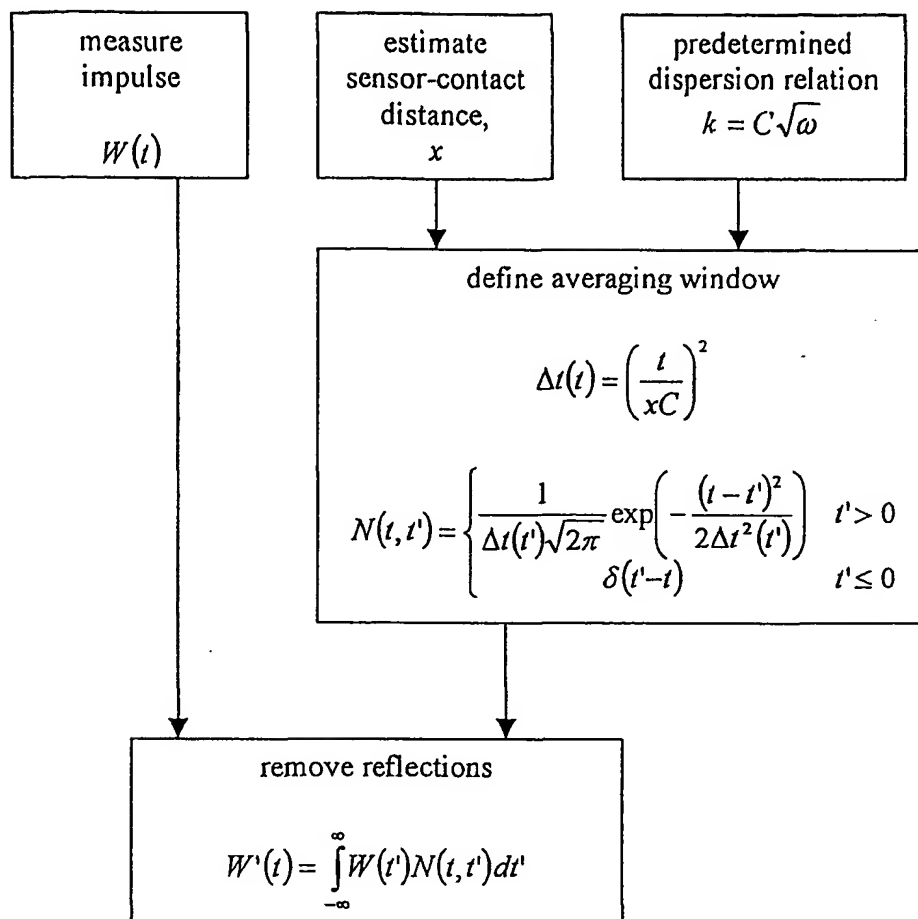 measure
impulse
W(t)
estimate
sensor-contact
distance,
x
predetermined
dispersion relation
k = C√ω
define averaging window
Δt(t) = (t / xC)²
N(t,t') = { 1 / (Δt(t')√2π) exp(−(t−t')² / 2Δt²(t')) t' > 0
δ(t'−t) t' ≤ 0
remove reflections
W'(t) = ∫_{−∞}^{∞} W(t')N(t,t')dt'